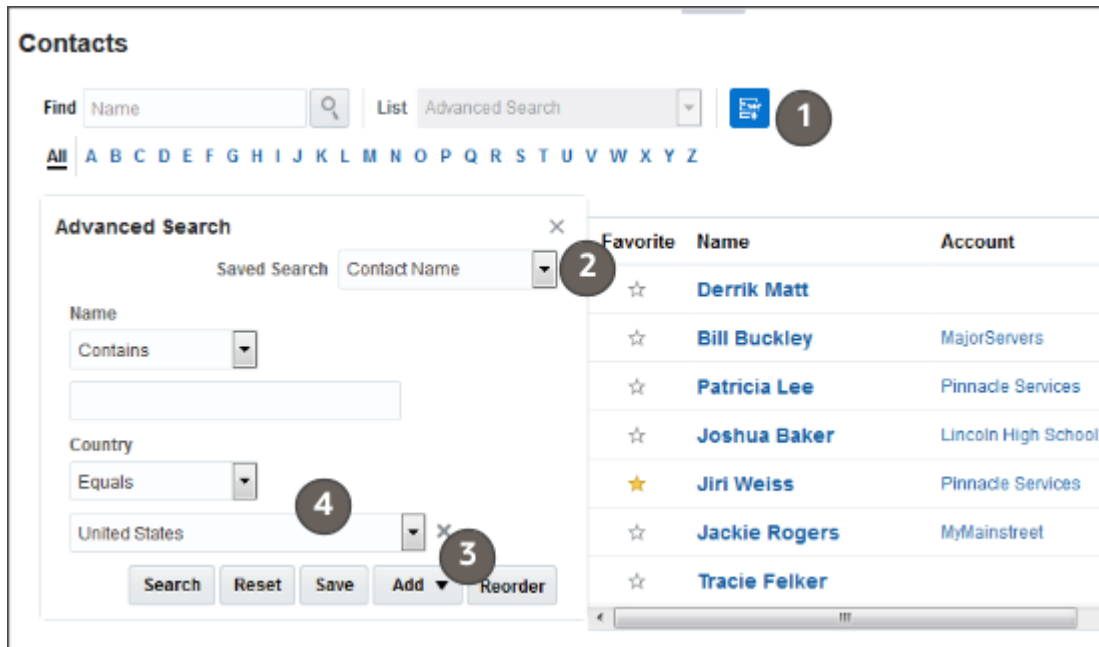 Contacts
Find Name List Advanced Search 1
All A B C D E F G H I J K L M N O P Q R S T U V W X Y Z
Advanced Search
Saved Search Contact Name 2
Name
Contains
Country
Equals
4
United States
3
Search Reset Save Add Reorder
Favorite Name Account
Derrik Matt
Bill Buckley MajorServers
Patricia Lee Pinnacle Services
Joshua Baker Lincoln High School
Jiri Weiss Pinnacle Services
Jackie Rogers MyMainstreet
Tracie Felker